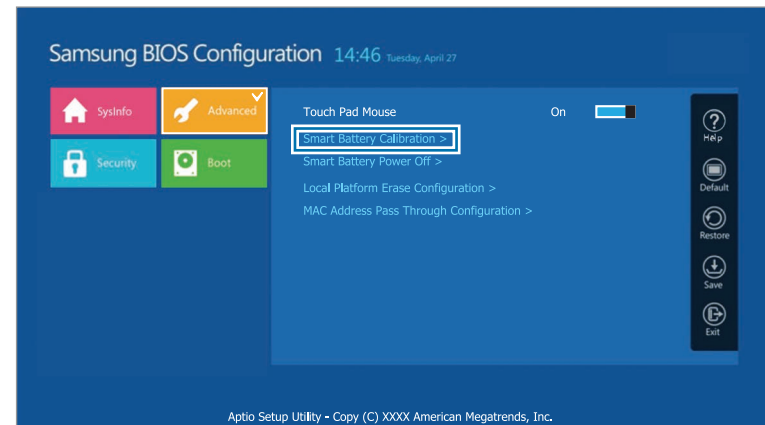 Samsung BIOS Configuration 14:46 Tuesday, April 27
SysInfo
Advanced
Security
Boot
Touch Pad Mouse On
Smart Battery Calibration >
Smart Battery Power Off >
Local Platform Erase Configuration >
MAC Address Pass Through Configuration >
Help
Default
Restore
Save
Exit
Aptio Setup Utility - Copy (C) XXXX American Megatrends, Inc.